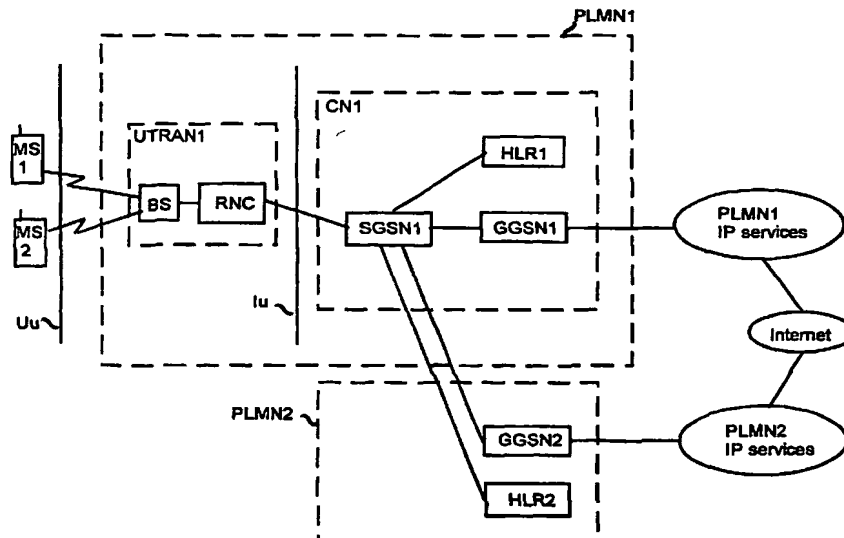 PLMN1
CN1
UTRAN1
MS
1
HLR1
BS
RNC
MS
2
SGSN1
GGSN1
PLMN1
IP services
Iu
Uu
Internet
PLMN2
GGSN2
PLMN2
IP services
HLR2